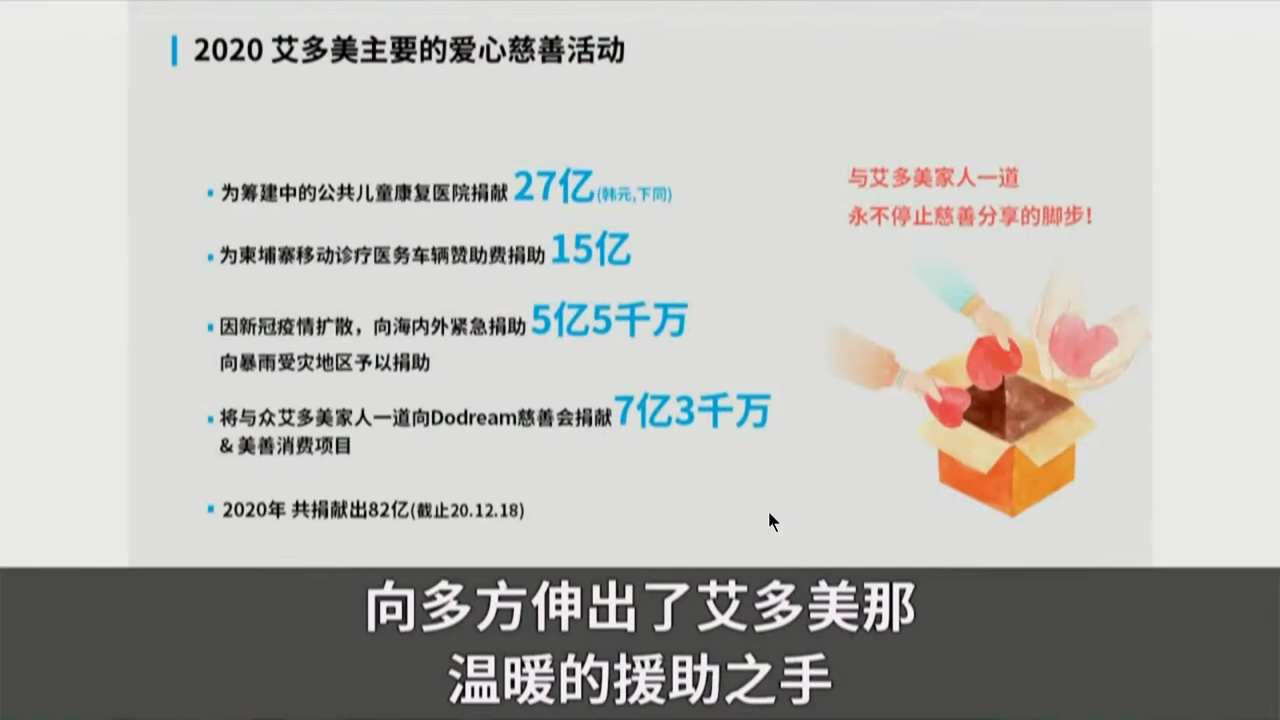 2020 艾多美主要的爱心慈善活动
为筹建中的公共儿童康复医院捐献 27亿(韩元,下同)
为柬埔寨移动诊疗医务车辆赞助费捐助 15亿
因新冠疫情扩散，向海内外紧急捐助 5亿5千万
向暴雨受灾地区予以捐助
将与众艾多美家人一道向Dodream慈善会捐献 7亿3千万
& 美善消费项目
2020年 共捐献出82亿(截止20.12.18)
与艾多美家人一道
永不停止慈善分享的脚步!
向多方伸出了艾多美那
温暖的援助之手